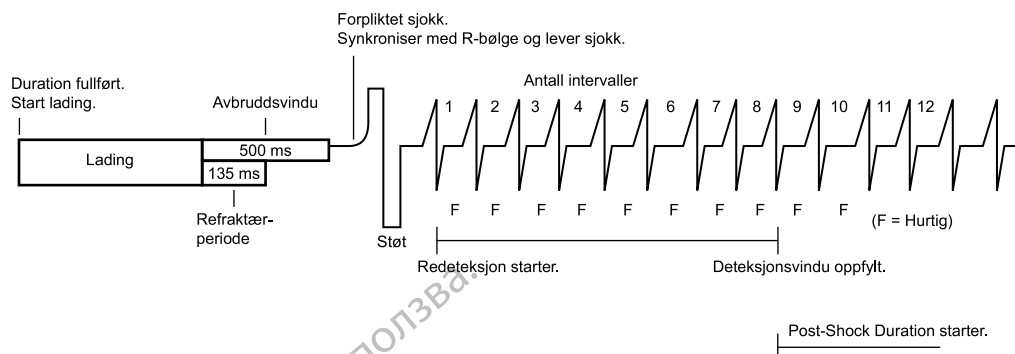 Forpliktet sjokk.
Synkroniser med R-bølge og lever sjokk.
Duration fullført.
Start lading.
Avbruddsvindu
Antall intervaller
1 2 3 4 5 6 7 8 9 10 11 12
Lading
500 ms
135 ms
Refraktær-
periode
Støt
F F F F F F F F F F
(F = Hurtig)
Redeteksjon starter.
Deteksjonsvindu oppfylt.
Post-Shock Duration starter.